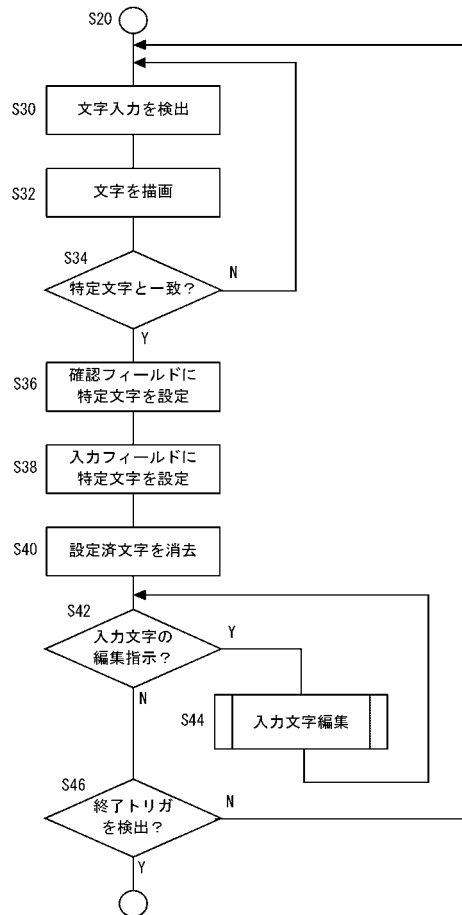 S20
S30
文字入力を検出
S32
文字を描画
S34
特定文字と一致？
N
Y
S36
確認フィールドに
特定文字を設定
S38
入力フィールドに
特定文字を設定
S40
設定済文字を消去
S42
入力文字の
編集指示？
Y
N
S44
入力文字編集
S46
終了トリガ
を検出？
N
Y